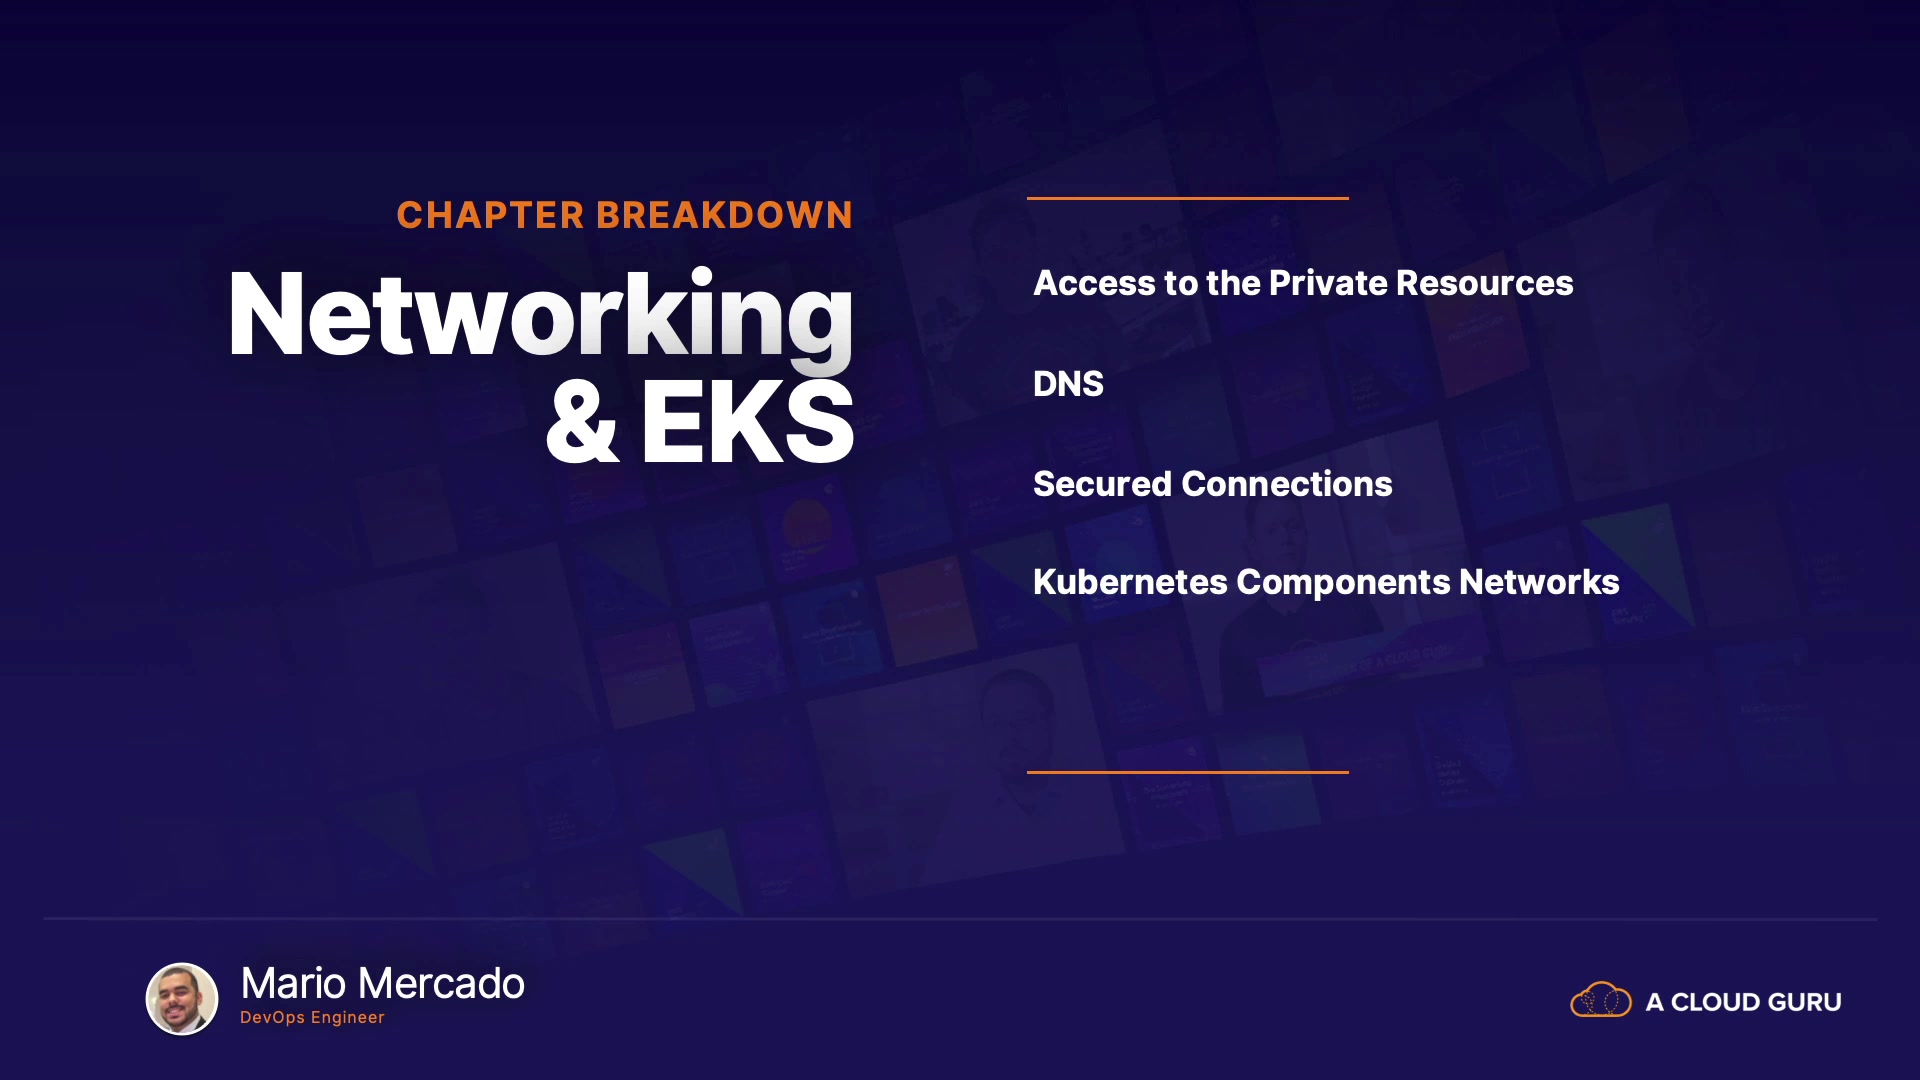 CHAPTER BREAKDOWN
Networking
& EKS
Access to the Private Resources
DNS
Secured Connections
Kubernetes Components Networks
Mario Mercado
DevOps Engineer
A CLOUD GURU